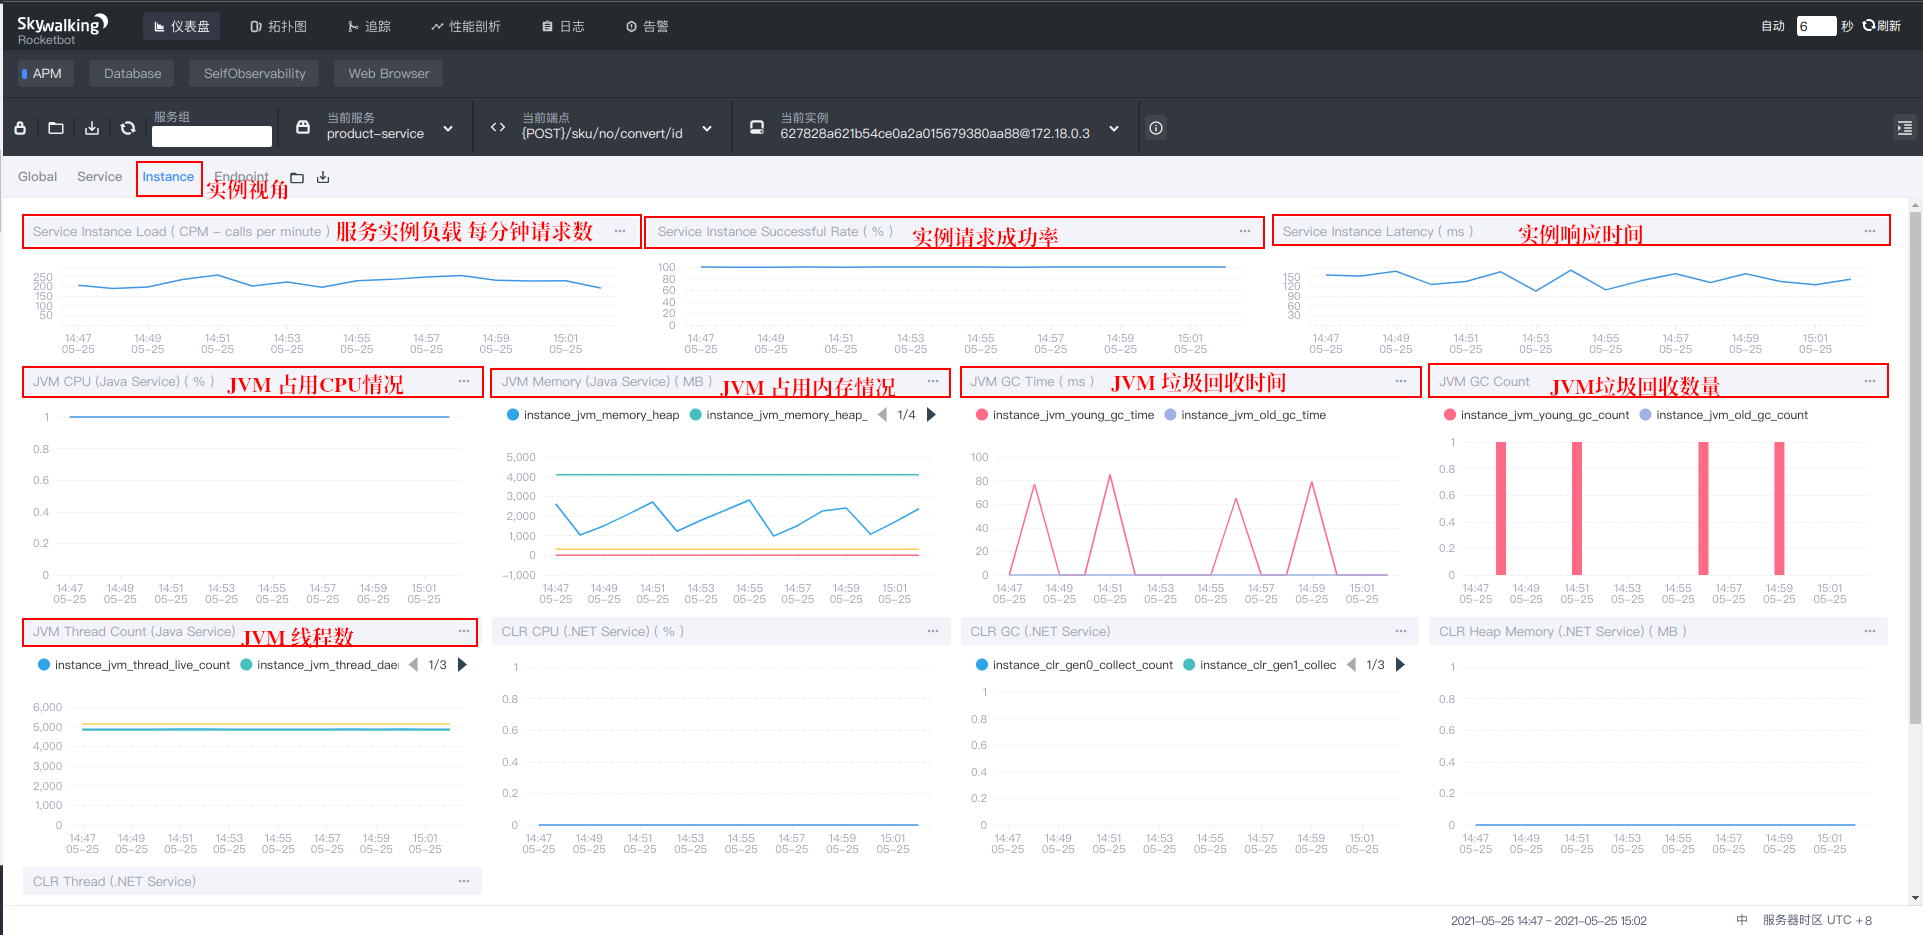 Skywalking
Rocketbot
仪表盘 拓扑图 追踪 性能剖析 日志 告警
自动 6 秒 刷新
APM Database SelfObservability Web Browser
服务组
当前服务
product-service
当前端点
{POST}/sku/no/convert/id
当前实例
627828a621b54ce0a2a015679380aa88@172.18.0.3
Global Service Instance Endpoint
实例视角
Service Instance Load ( CPM - calls per minute )
服务实例负载 每分钟请求数
250
200
150
100
50
14:47 14:49 14:51 14:53 14:55 14:57 14:59 15:01
05-25 05-25 05-25 05-25 05-25 05-25 05-25 05-25
Service Instance Successful Rate ( % )
实例请求成功率
100
80
60
40
20
0
14:47 14:49 14:51 14:53 14:55 14:57 14:59 15:01
05-25 05-25 05-25 05-25 05-25 05-25 05-25 05-25
Service Instance Latency ( ms )
实例响应时间
150
120
90
60
30
14:47 14:49 14:51 14:53 14:55 14:57 14:59 15:01
05-25 05-25 05-25 05-25 05-25 05-25 05-25 05-25
JVM CPU (Java Service) ( % )
JVM 占用CPU情况
1
0.8
0.6
0.4
0.2
0
14:47 14:49 14:51 14:53 14:55 14:57 14:59 15:01
05-25 05-25 05-25 05-25 05-25 05-25 05-25 05-25
JVM Memory (Java Service) ( MB )
JVM 占用内存情况
instance_jvm_memory_heap instance_jvm_memory_heap_ 1/4
5,000
4,000
3,000
2,000
1,000
0
-1,000
14:47 14:49 14:51 14:53 14:55 14:57 14:59 15:01
05-25 05-25 05-25 05-25 05-25 05-25 05-25 05-25
JVM GC Time ( ms )
JVM 垃圾回收时间
instance_jvm_young_gc_time instance_jvm_old_gc_time
100
80
60
40
20
0
14:47 14:49 14:51 14:53 14:55 14:57 14:59 15:01
05-25 05-25 05-25 05-25 05-25 05-25 05-25 05-25
JVM GC Count
JVM垃圾回收数量
instance_jvm_young_gc_count instance_jvm_old_gc_count
1
0.8
0.6
0.4
0.2
0
14:47 14:49 14:51 14:53 14:55 14:57 14:59 15:01
05-25 05-25 05-25 05-25 05-25 05-25 05-25 05-25
JVM Thread Count (Java Service)
JVM 线程数
instance_jvm_thread_live_count instance_jvm_thread_daer 1/3
6,000
5,000
4,000
3,000
2,000
1,000
0
14:47 14:49 14:51 14:53 14:55 14:57 14:59 15:01
05-25 05-25 05-25 05-25 05-25 05-25 05-25 05-25
CLR CPU (.NET Service) ( % )
1
0.8
0.6
0.4
0.2
0
14:47 14:49 14:51 14:53 14:55 14:57 14:59 15:01
05-25 05-25 05-25 05-25 05-25 05-25 05-25 05-25
CLR GC (.NET Service)
instance_clr_gen0_collect_count instance_clr_gen1_collec 1/3
1
0.8
0.6
0.4
0.2
0
14:47 14:49 14:51 14:53 14:55 14:57 14:59 15:01
05-25 05-25 05-25 05-25 05-25 05-25 05-25 05-25
CLR Heap Memory (.NET Service) ( MB )
1
0.8
0.6
0.4
0.2
0
14:47 14:49 14:51 14:53 14:55 14:57 14:59 15:01
05-25 05-25 05-25 05-25 05-25 05-25 05-25 05-25
CLR Thread (.NET Service)
2021-05-25 14:47 ~ 2021-05-25 15:02 中 服务器时区 UTC + 8